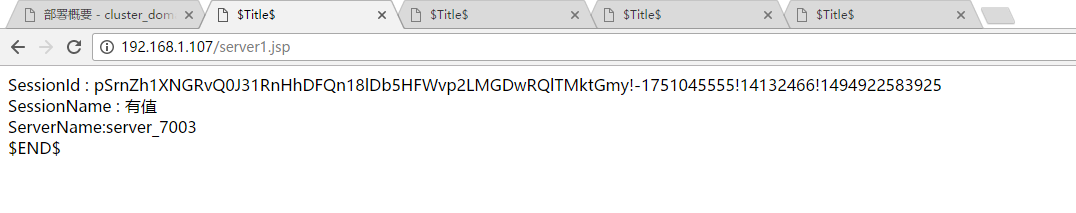 部署概要 - cluster_dom
$Title$
$Title$
$Title$
$Title$
192.168.1.107/server1.jsp
SessionId : pSrnZh1XNGRvQ0J31RnHhDFQn18lDb5HFWvp2LMGDwRQlTMktGmy!-1751045555!14132466!1494922583925
SessionName : 有值
ServerName:server_7003
$END$